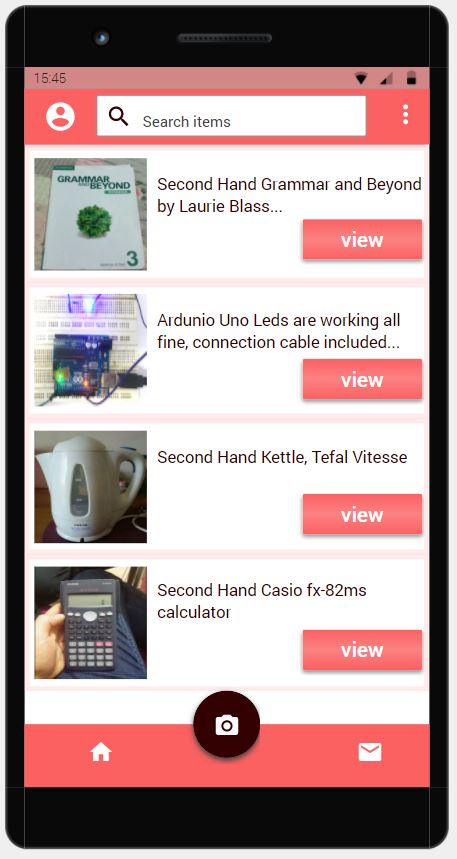 15:45
Search items
GRAMMAR
AND BEYOND
3
Second Hand Grammar and Beyond
by Laurie Blass...
view
Ardunio Uno Leds are working all
fine, connection cable included...
view
Second Hand Kettle, Tefal Vitesse
view
Second Hand Casio fx-82ms
calculator
view